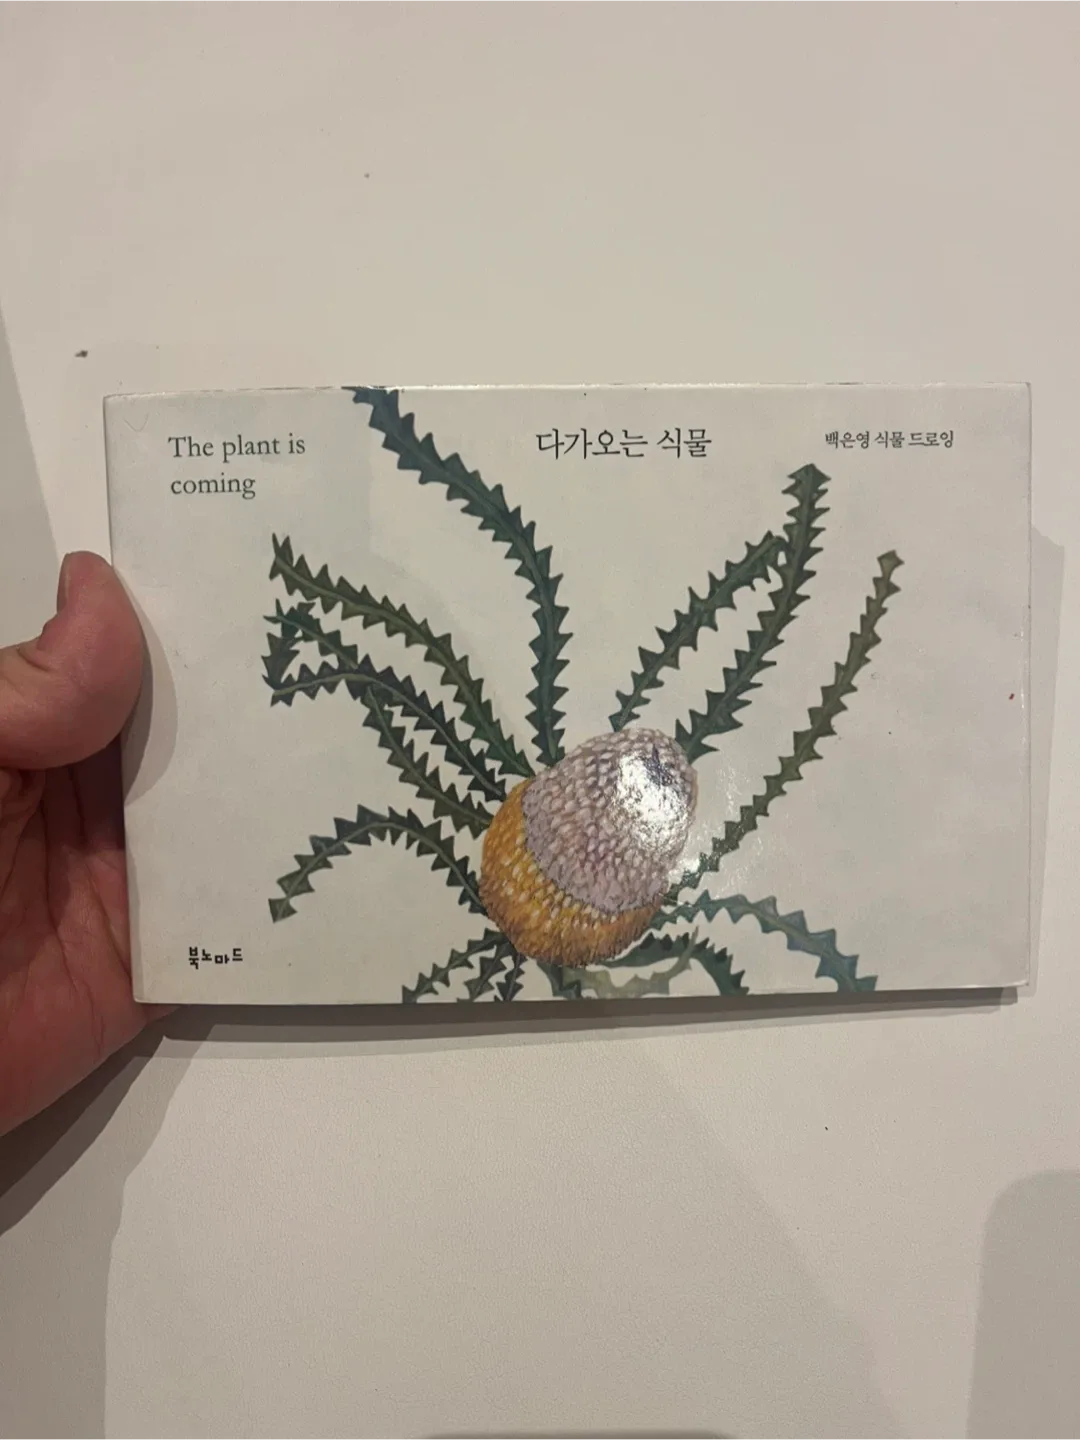 The plant is
coming
다가오는 식물
백은영 식물 드로잉
북노마드